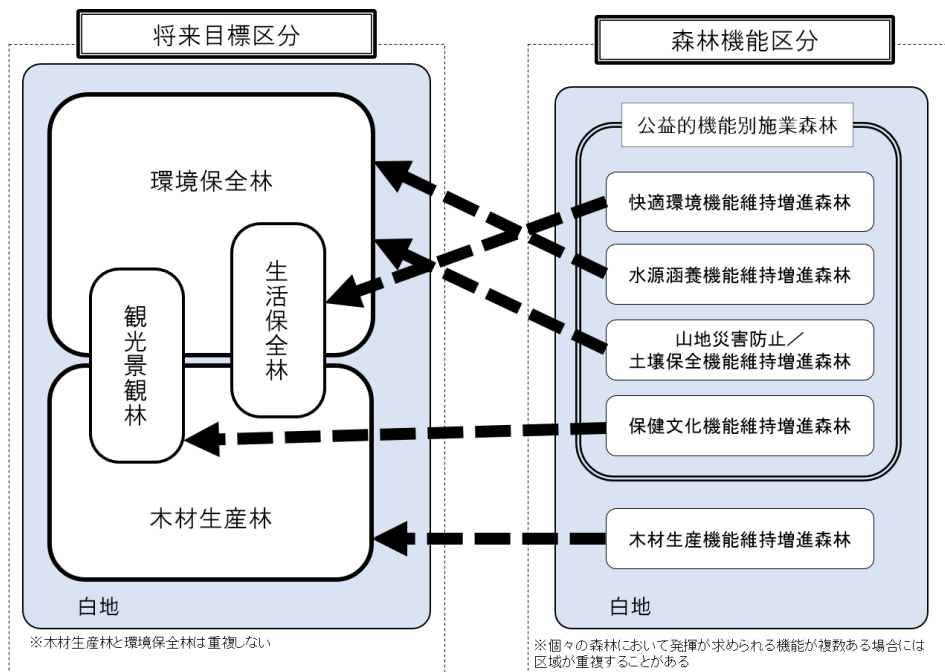 将来目標区分
環境保全林
生活保全林
観光景観林
木材生産林
白地
※木材生産林と環境保全林は重複しない
森林機能区分
公益的機能別施業森林
快適環境機能維持増進森林
水源涵養機能維持増進森林
山地災害防止／
土壌保全機能維持増進森林
保健文化機能維持増進森林
木材生産機能維持増進森林
白地
※個々の森林において発揮が求められる機能が複数ある場合には
区域が重複することがある